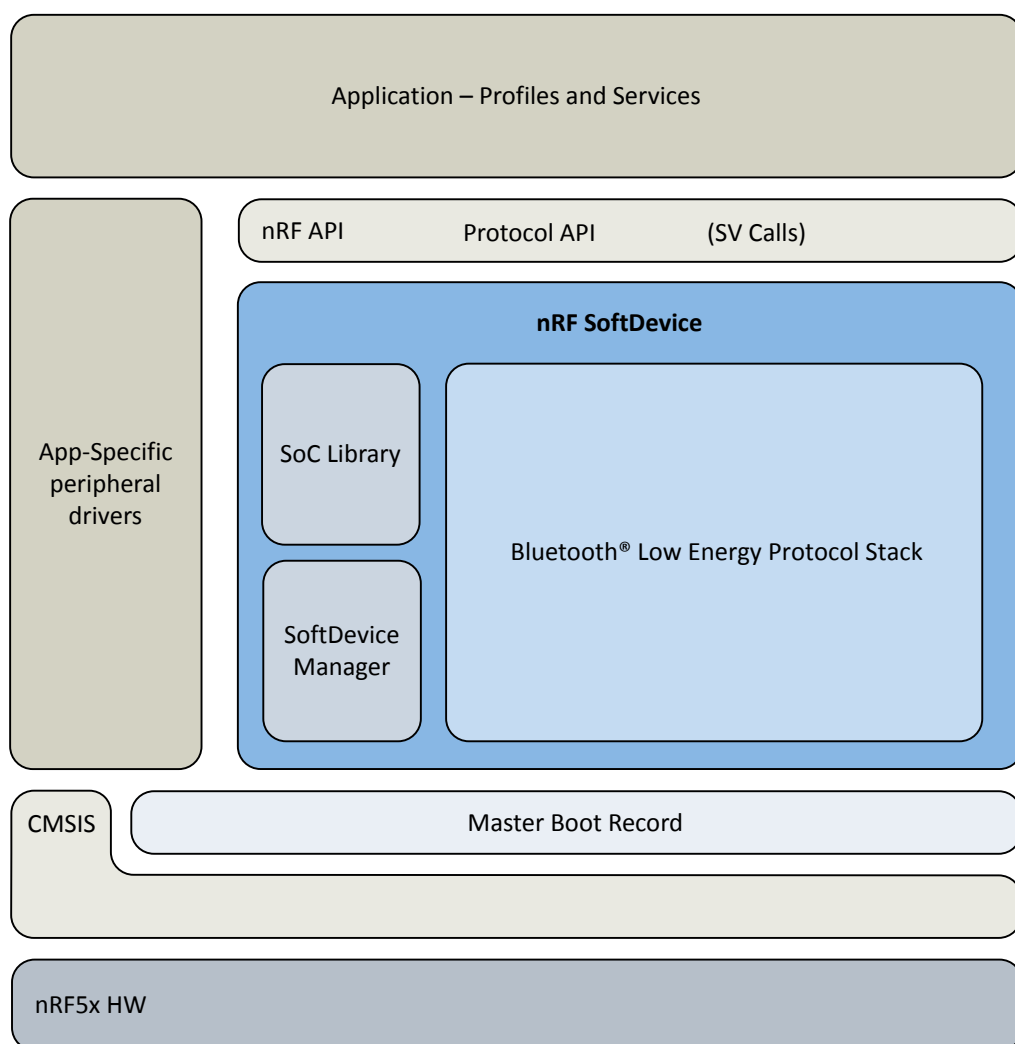 Application – Profiles and Services
nRF API Protocol API (SV Calls)
nRF SoftDevice
App-Specific
peripheral
drivers
SoC Library
Bluetooth® Low Energy Protocol Stack
SoftDevice
Manager
CMSIS
Master Boot Record
nRF5x HW